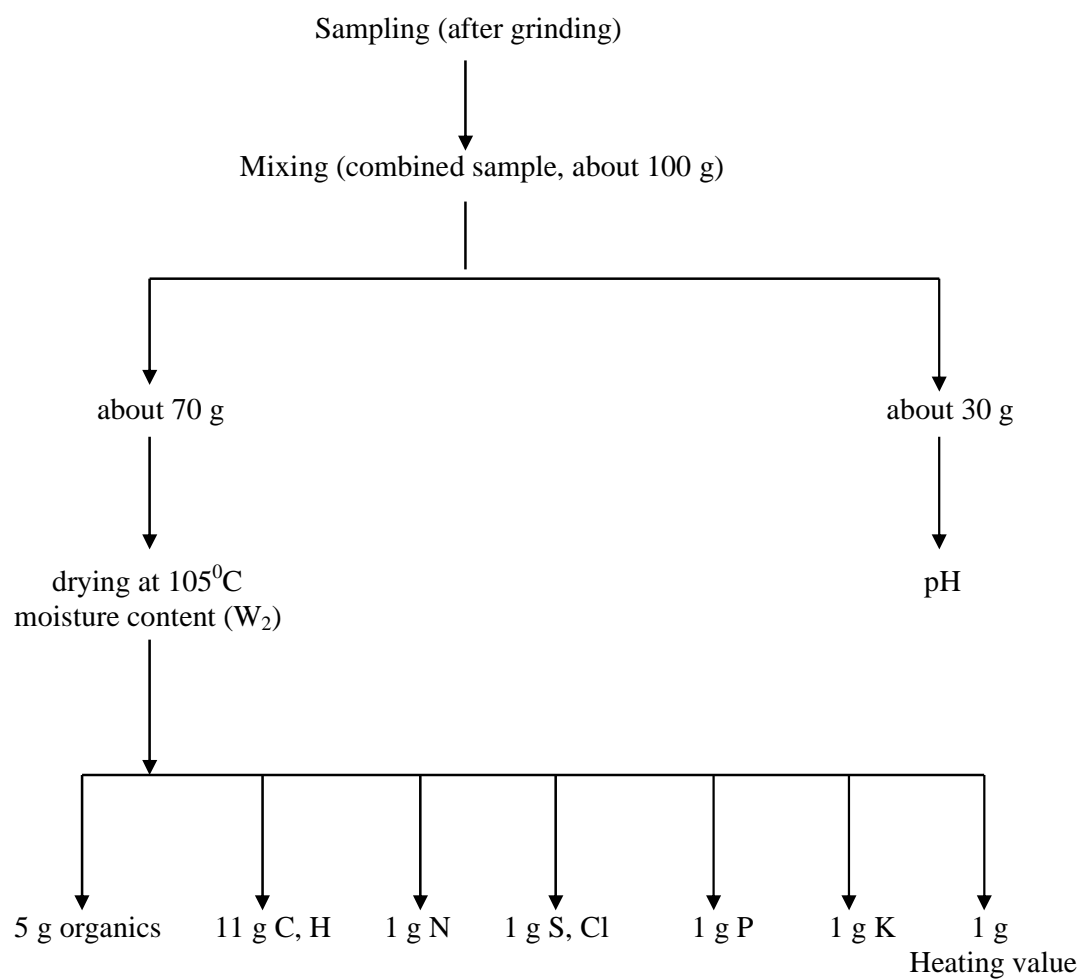 Sampling (after grinding)
Mixing (combined sample, about 100 g)
about 70 g
about 30 g
drying at 105⁰C
moisture content (W₂)
pH
5 g organics
11 g C, H
1 g N
1 g S, Cl
1 g P
1 g K
1 g
Heating value